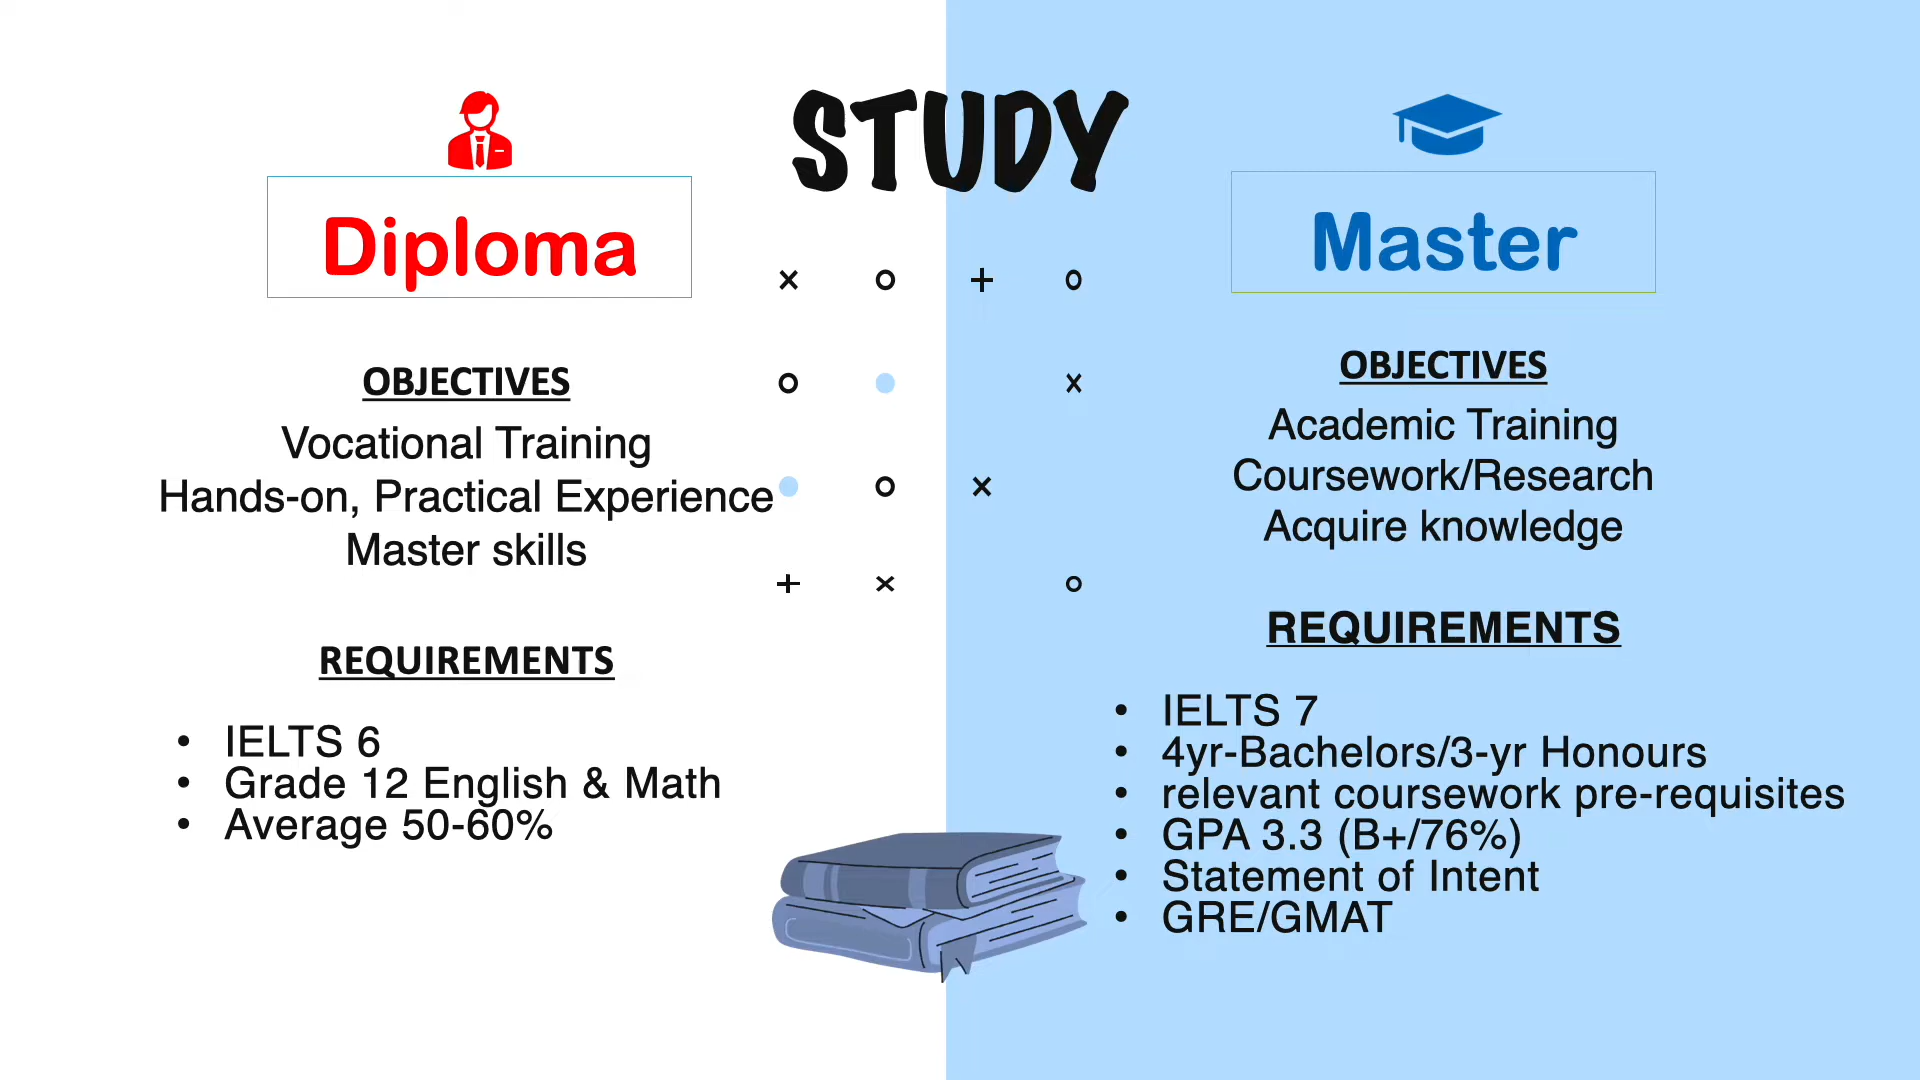 STUDY
Diploma
OBJECTIVES
Vocational Training
Hands-on, Practical Experience
Master skills
REQUIREMENTS
• IELTS 6
• Grade 12 English & Math
• Average 50-60%
Master
OBJECTIVES
Academic Training
Coursework/Research
Acquire knowledge
REQUIREMENTS
• IELTS 7
• 4yr-Bachelors/3-yr Honours
• relevant coursework pre-requisites
• GPA 3.3 (B+/76%)
• Statement of Intent
• GRE/GMAT